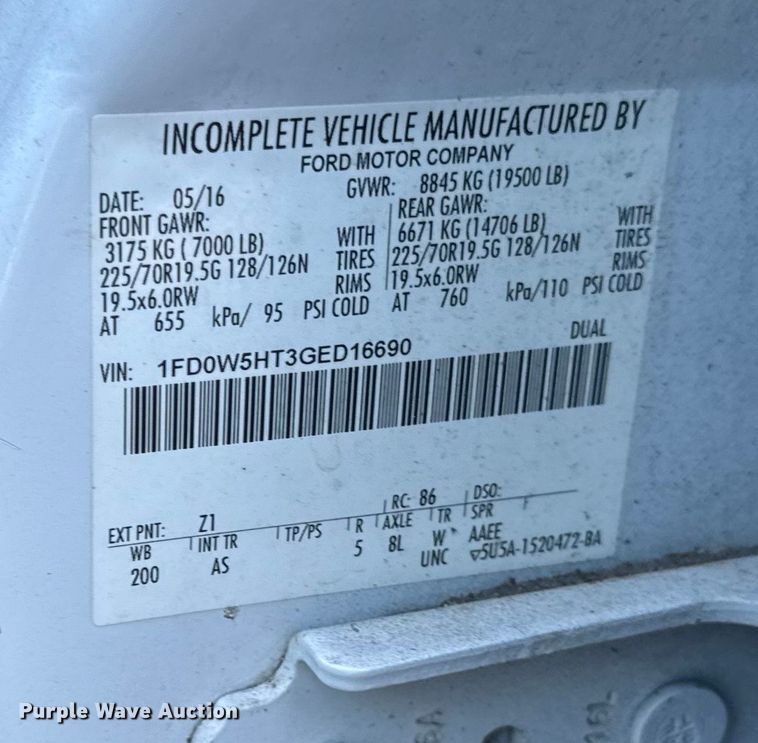 INCOMPLETE VEHICLE MANUFACTURED BY
FORD MOTOR COMPANY
DATE: 05/16 GVWR: 8845 KG (19500 LB)
FRONT GAWR: REAR GAWR:
3175 KG ( 7000 LB) WITH 6671 KG (14706 LB) WITH
225/70R19.5G 128/126N TIRES 225/70R19.5G 128/126N TIRES
19.5x6.0RW RIMS 19.5x6.0RW RIMS
AT 655 kPa/ 95 PSI COLD AT 760 kPa/110 PSI COLD
VIN: 1FD0W5HT3GED16690 DUAL
EXT PNT: Z1 RC: 86 DSO:
WB INT TR TP/PS R AXLE TR SPR
200 AS 5 8L W AAEE
UNC 5U5A-1520472-BA
Purple Wave Auction